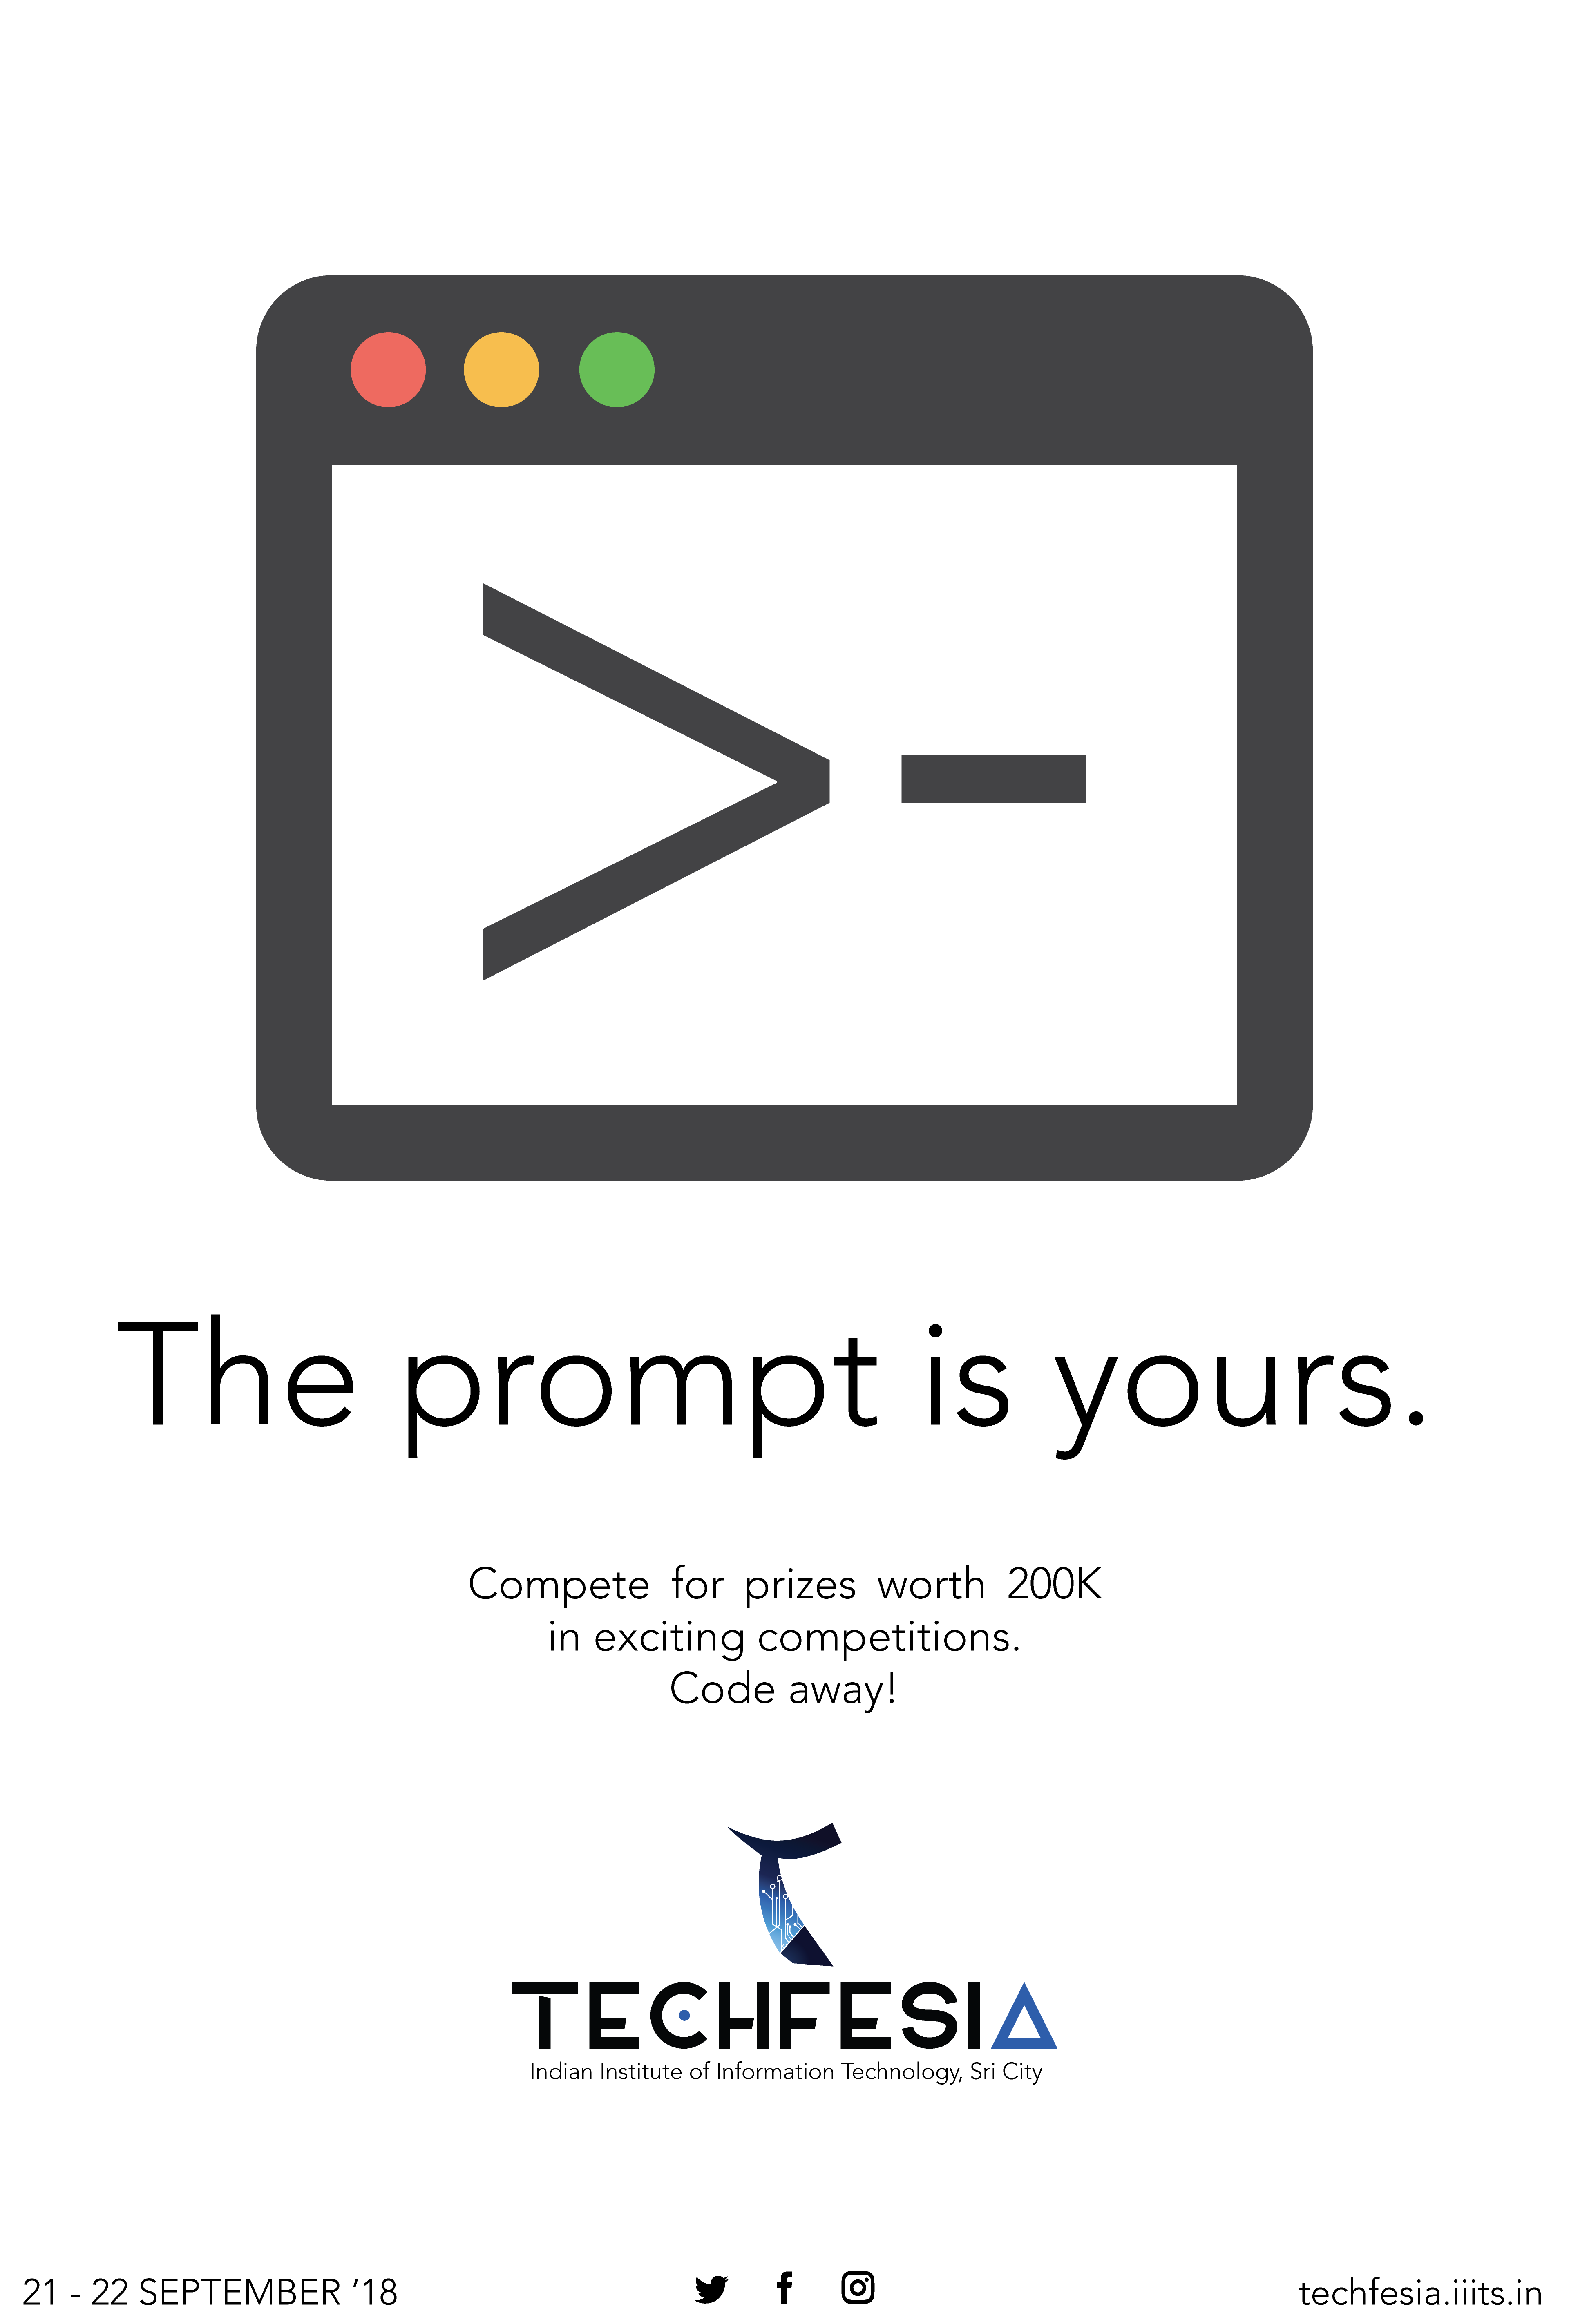 >-
The prompt is yours.
Compete for prizes worth 200K
in exciting competitions.
Code away!
TECHFESIA
Indian Institute of Information Technology, Sri City
21 - 22 SEPTEMBER ‘18
techfesia.iiits.in